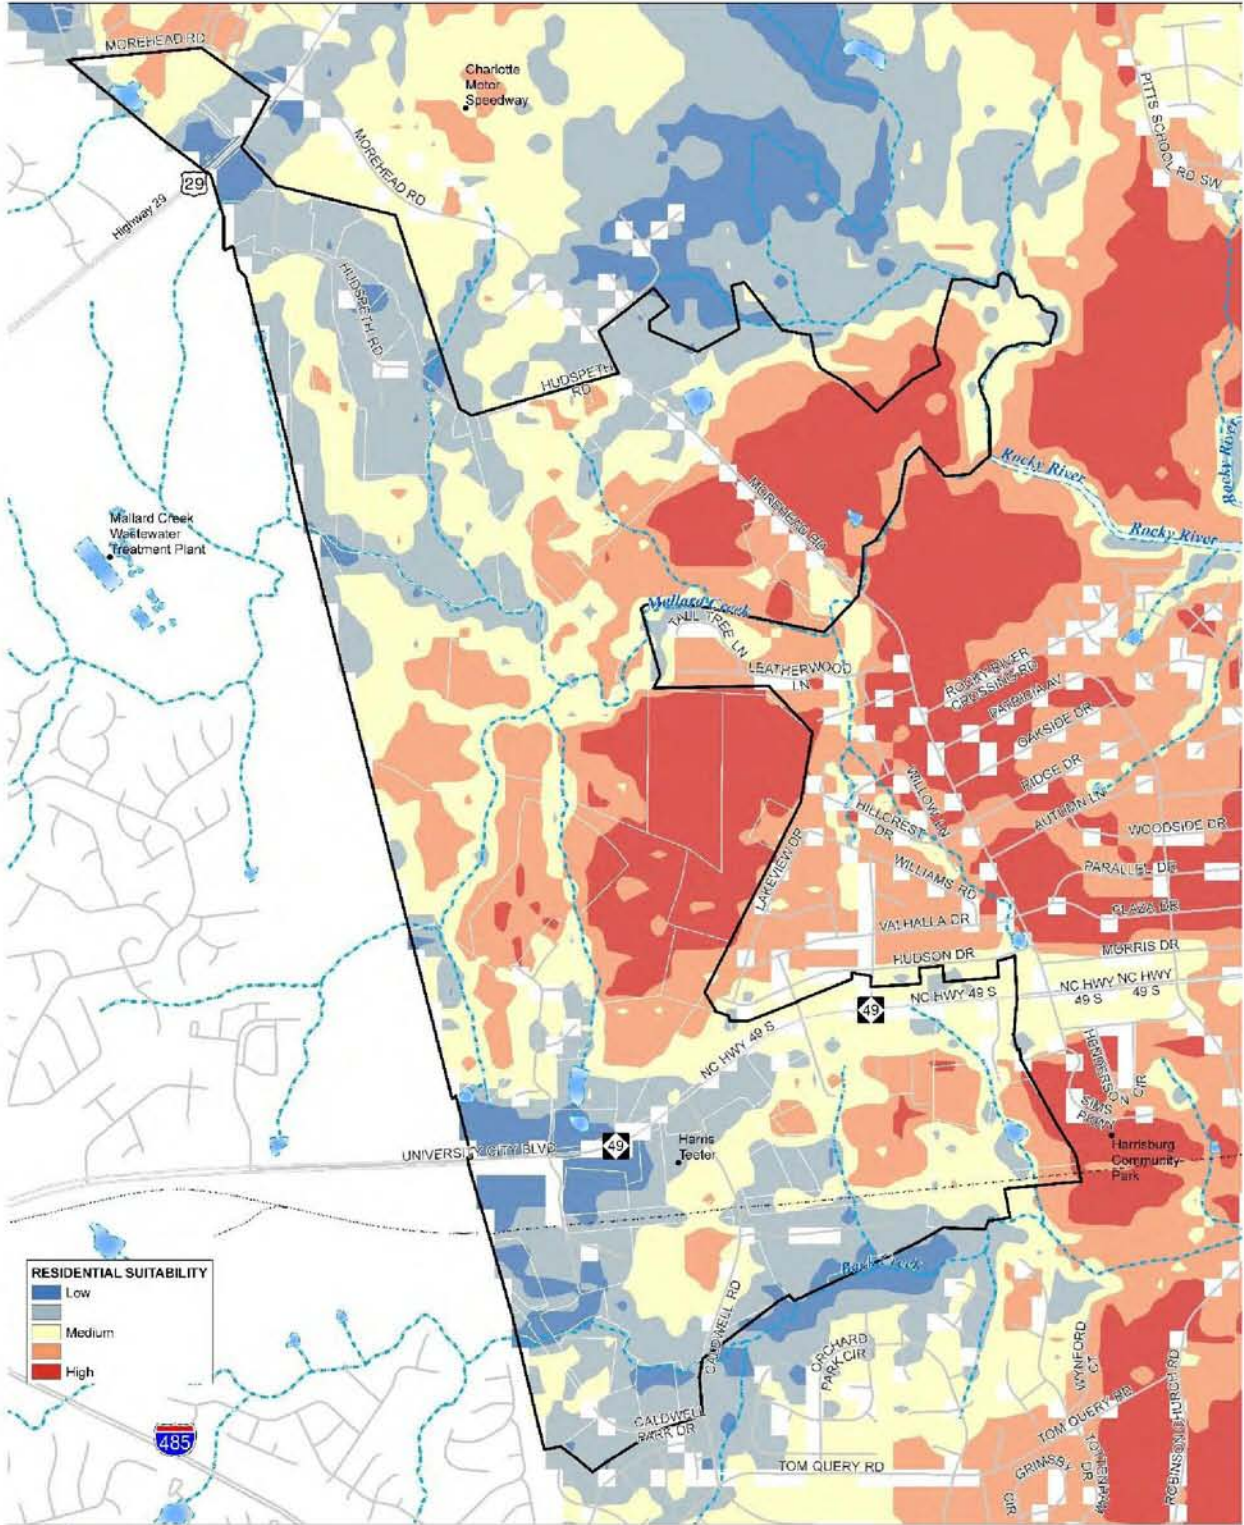 MOREHEAD RD
Charlotte
Motor
Speedway
PITTS SCHOOL RD SW
MOREHEAD RD
29
Highway 29
HUDSPETH RD
HUDSPETH
RD
Rocky River
Rocky River
Rocky River
MOREHEAD RD
Mallard Creek
Wastewater
Treatment Plant
Mallard Creek
TALL TREE LN
LEATHERWOOD
LN
ROCKY RIVER
CROSSING RD
PATRICIA AV
OAKSIDE DR
RIDGE DR
AUTUMN LN
WILLOW LN
HILLCREST
DR
WOODSIDE DR
LAKEVIEW DR
WILLIAMS RD
PARALLEL DR
PLAZA DR
VALHALLA DR
HUDSON DR
MORRIS DR
NC HWY 49 S
NC HWY
49 S
NC HWY
49 S
49
NC HWY 49 S
HENDERSON CIR
SIMS
PKWY
Harrisburg
Community
Park
UNIVERSITY CITY BLVD
49
Harris
Teeter
Back Creek
CALDWELL RD
ORCHARD
PARK CIR
WYNFORD
CT
ROBINSON CHURCH RD
RESIDENTIAL SUITABILITY
Low
Medium
High
CALDWELL
PARK DR
TOM QUERY RD
TOM QUERY RD
GRIMSBY
CIR
TOTTENHAM
DR
485